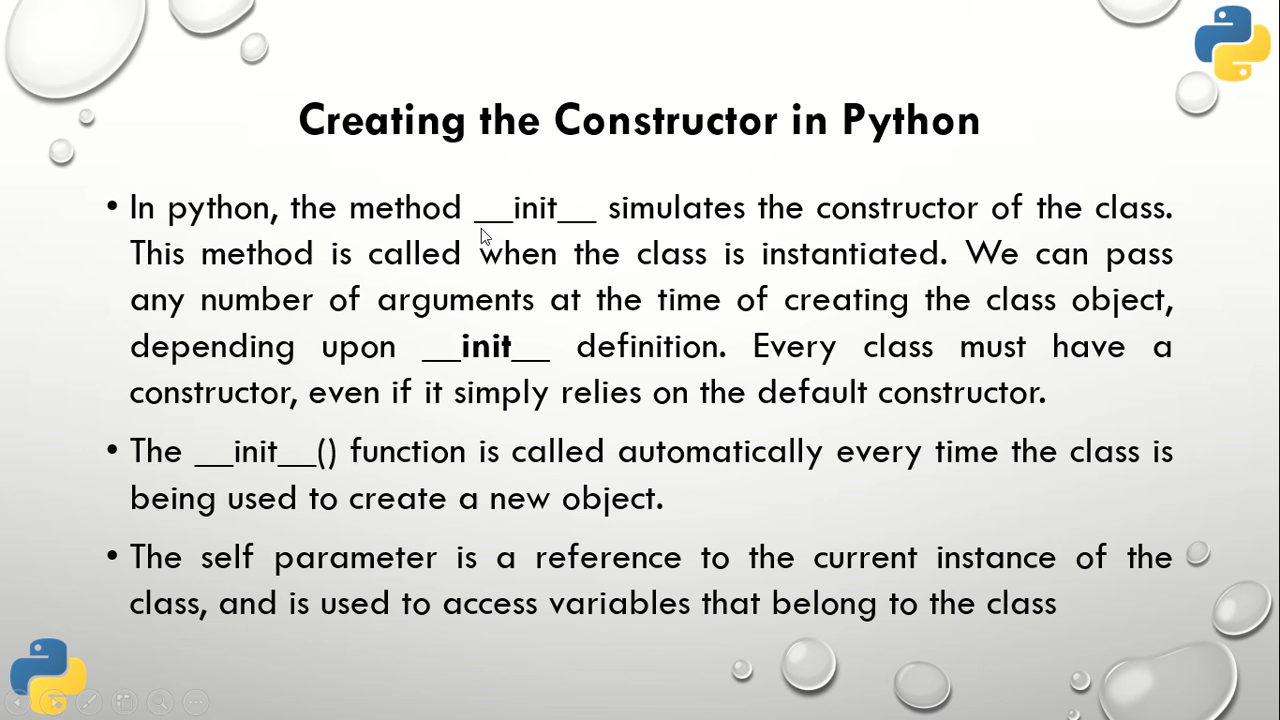 Creating the Constructor in Python
• In python, the method __init__ simulates the constructor of the class.
This method is called when the class is instantiated. We can pass
any number of arguments at the time of creating the class object,
depending upon __init__ definition. Every class must have a
constructor, even if it simply relies on the default constructor.
• The __init__() function is called automatically every time the class is
being used to create a new object.
• The self parameter is a reference to the current instance of the
class, and is used to access variables that belong to the class